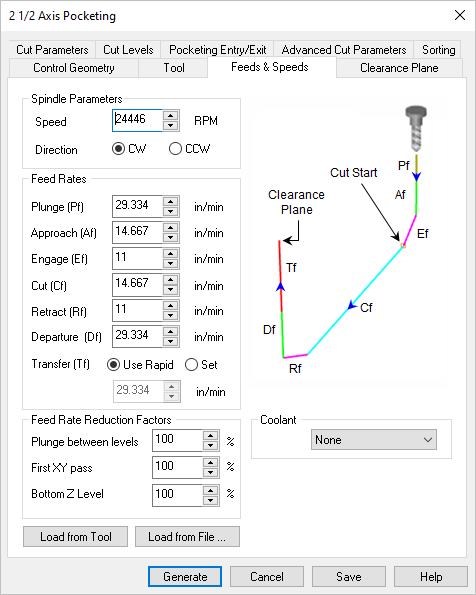 2 1/2 Axis Pocketing
Cut Parameters Cut Levels Pocketing Entry/Exit Advanced Cut Parameters Sorting
Control Geometry Tool Feeds & Speeds Clearance Plane
Spindle Parameters
Speed 24446 RPM
Direction CW CCW
Feed Rates
Plunge (Pf) 29.334 in/min
Approach (Af) 14.667 in/min
Engage (Ef) 11 in/min
Cut (Cf) 14.667 in/min
Retract (Rf) 11 in/min
Departure (Df) 29.334 in/min
Transfer (Tf) Use Rapid Set
29.334 in/min
Pf
Cut Start
Af
Clearance
Plane
Ef
Tf
Cf
Df
Rf
Feed Rate Reduction Factors
Plunge between levels 100 %
First XY pass 100 %
Bottom Z Level 100 %
Coolant
None
Load from Tool Load from File ...
Generate Cancel Save Help